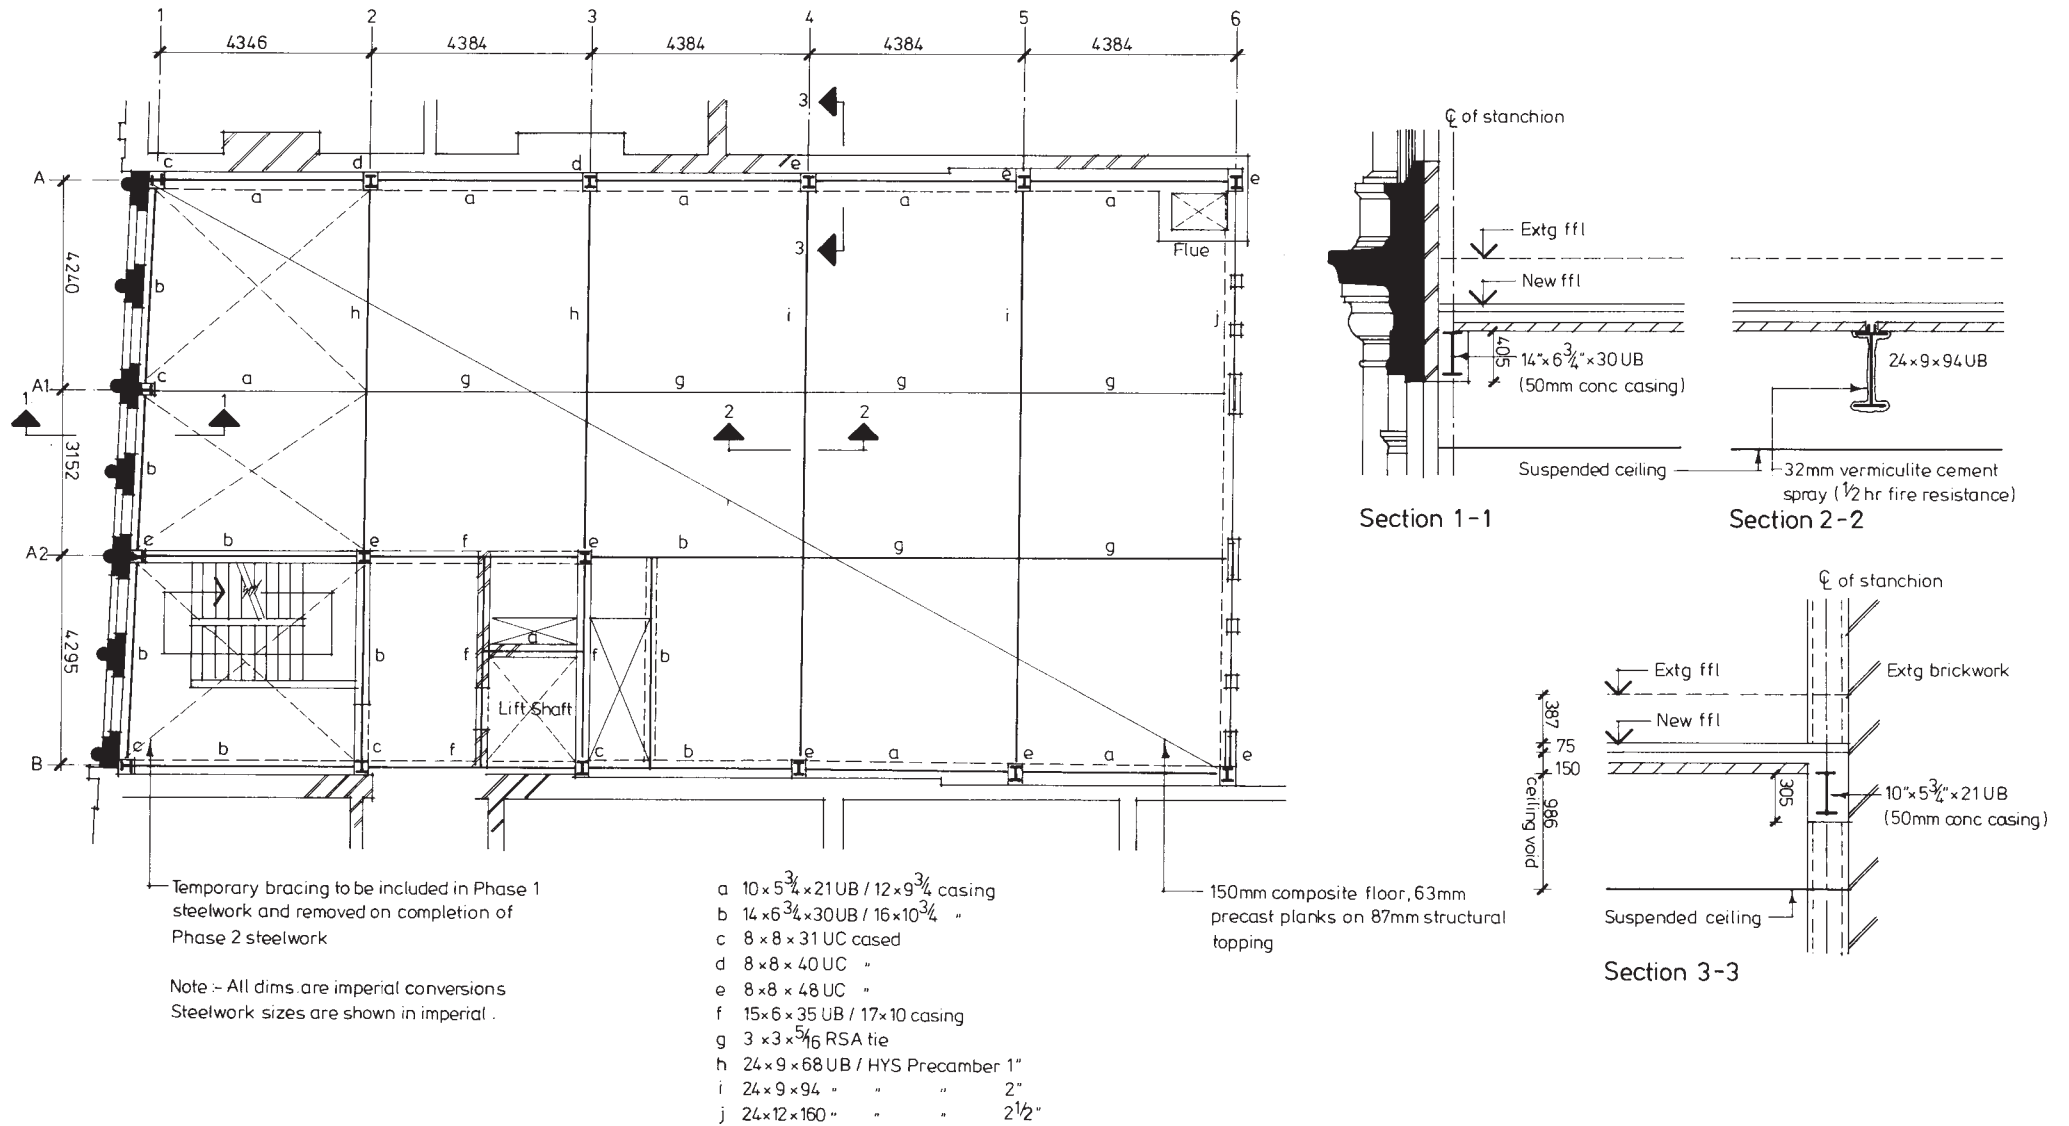 1 2 3 4 5 6
4346 4384 4384 4384 4384
3
c d d e e e
A
a a a a a
3
Flue
4240
b h h i i j
A1
c a g g g g
1 1
2 2
3152
b
A2
e b e f e b g g
4295
b b f a f b
Lift Shaft
B
e b c f c b e a e a e
Temporary bracing to be included in Phase 1
steelwork and removed on completion of
Phase 2 steelwork
Note :- All dims. are imperial conversions
Steelwork sizes are shown in imperial .
a 10 × 5¾ × 21 UB / 12 × 9¾ casing
b 14 × 6¾ × 30 UB / 16 × 10¾ "
c 8 × 8 × 31 UC cased
d 8 × 8 × 40 UC "
e 8 × 8 × 48 UC "
f 15 × 6 × 35 UB / 17 × 10 casing
g 3 × 3 × 5/16 RSA tie
h 24 × 9 × 68 UB / HYS Precamber 1"
i 24 × 9 × 94 " " " 2"
j 24 × 12 × 160 " " " 2½"
150mm composite floor, 63mm
precast planks on 87mm structural
topping
℄ of stanchion
Extg ffl
New ffl
405
14" × 6¾" × 30 UB
(50mm conc casing)
24 × 9 × 94 UB
Suspended ceiling
32mm vermiculite cement
spray (½ hr fire resistance)
Section 1-1
Section 2-2
℄ of stanchion
Extg ffl
Extg brickwork
387
New ffl
75
150
305
986
Ceiling void
10" × 5¾" × 21 UB
(50mm conc casing)
Suspended ceiling
Section 3-3